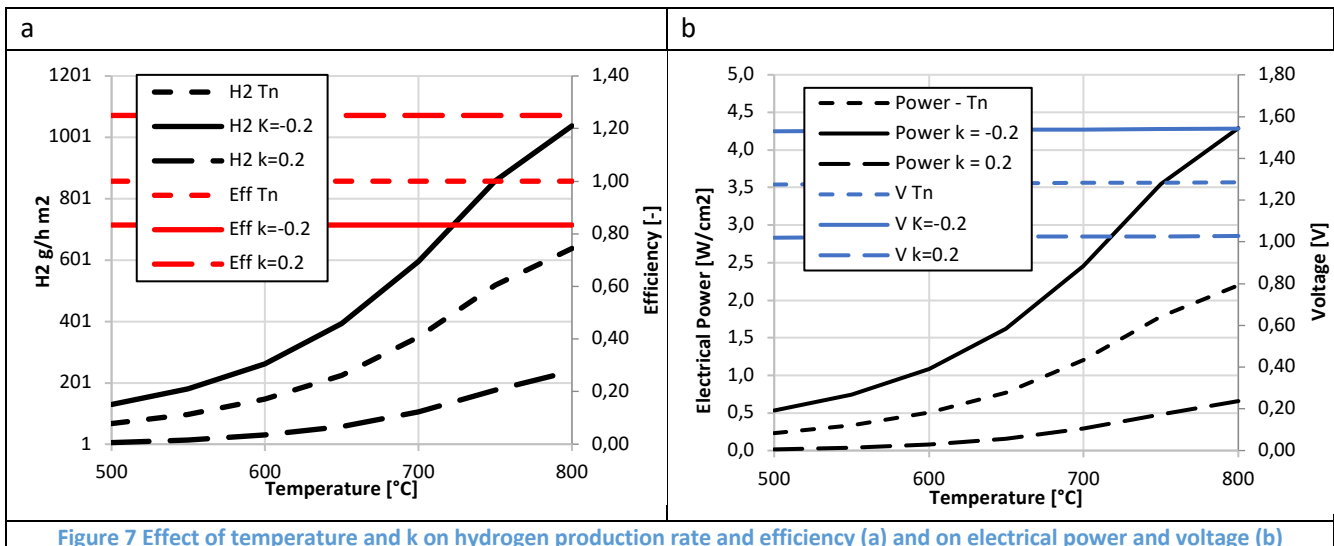 a
b
1201
1001
801
601
401
201
1
H2 g/h m2
H2 Tn
H2 K=-0.2
H2 k=0.2
Eff Tn
Eff k=-0.2
Eff k=0.2
1,40
1,20
1,00
0,80
0,60
0,40
0,20
0,00
Efficiency [-]
500
600
700
800
Temperature [°C]
5,0
4,5
4,0
3,5
3,0
2,5
2,0
1,5
1,0
0,5
0,0
Electrical Power [W/cm2]
Power - Tn
Power k = -0.2
Power k = 0.2
V Tn
V K=-0.2
V k=0.2
1,80
1,60
1,40
1,20
1,00
0,80
0,60
0,40
0,20
0,00
Voltage [V]
500
600
700
800
Temperature [°C]
Figure 7 Effect of temperature and k on hydrogen production rate and efficiency (a) and on electrical power and voltage (b)